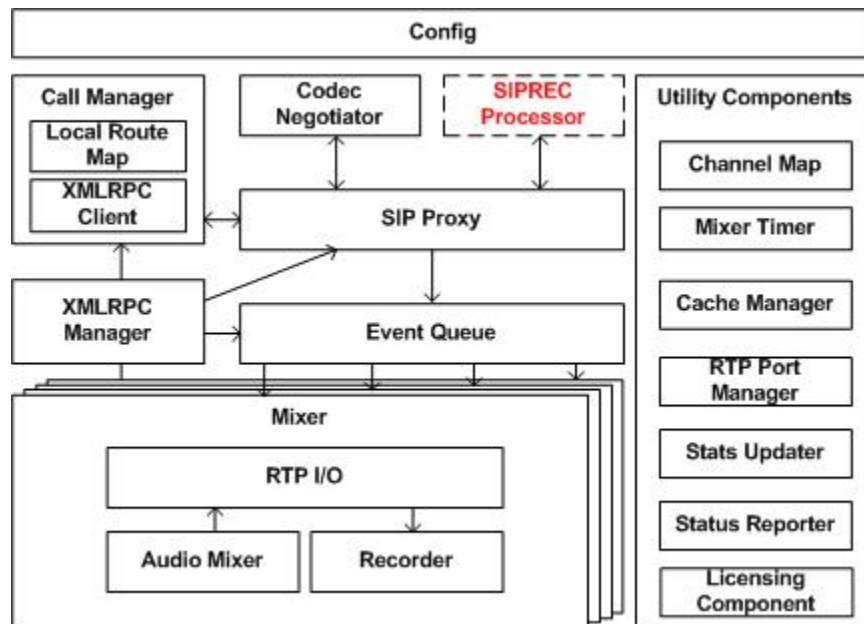 Config
Call Manager
Local Route
Map
XMLRPC
Client
Codec
Negotiator
SIPREC
Processor
SIP Proxy
XMLRPC
Manager
Event Queue
Mixer
RTP I/O
Audio Mixer
Recorder
Utility Components
Channel Map
Mixer Timer
Cache Manager
RTP Port
Manager
Stats Updater
Status Reporter
Licensing
Component